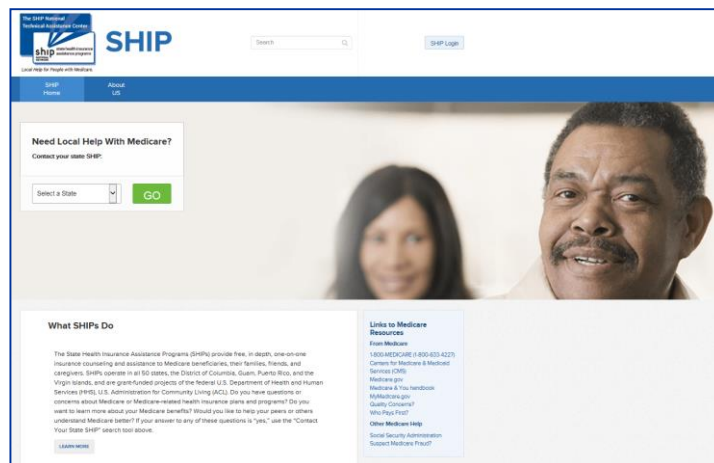 The SHIP National
Technical Assistance Center
ship state health insurance
assistance programs
Local Help for People with Medicare
SHIP
Search
SHIP Login
SHIP
Home
About
US
Need Local Help With Medicare?
Contact your state SHIP:
Select a State
GO
What SHIPs Do
The State Health Insurance Assistance Programs (SHIPs) provide free, in depth, one-on-one
insurance counseling and assistance to Medicare beneficiaries, their families, friends, and
caregivers. SHIPs operate in all 50 states, the District of Columbia, Guam, Puerto Rico, and the
Virgin Islands, and are grant-funded projects of the federal U.S. Department of Health and Human
Services (HHS), U.S. Administration for Community Living (ACL). Do you have questions or
concerns about Medicare or Medicare-related health insurance plans and programs? Do you
want to learn more about your Medicare benefits? Would you like to help your peers or others
understand Medicare better? If your answer to any of these questions is "yes," use the "Contact
Your State SHIP" search tool above.
LEARN MORE
Links to Medicare
Resources
From Medicare
1-800-MEDICARE (1-800-633-4227)
Centers for Medicare & Medicaid
Services (CMS)
Medicare.gov
Medicare & You handbook
MyMedicare.gov
Quality Concerns?
Who Pays First?
Other Medicare Help
Social Security Administration
Suspect Medicare Fraud?